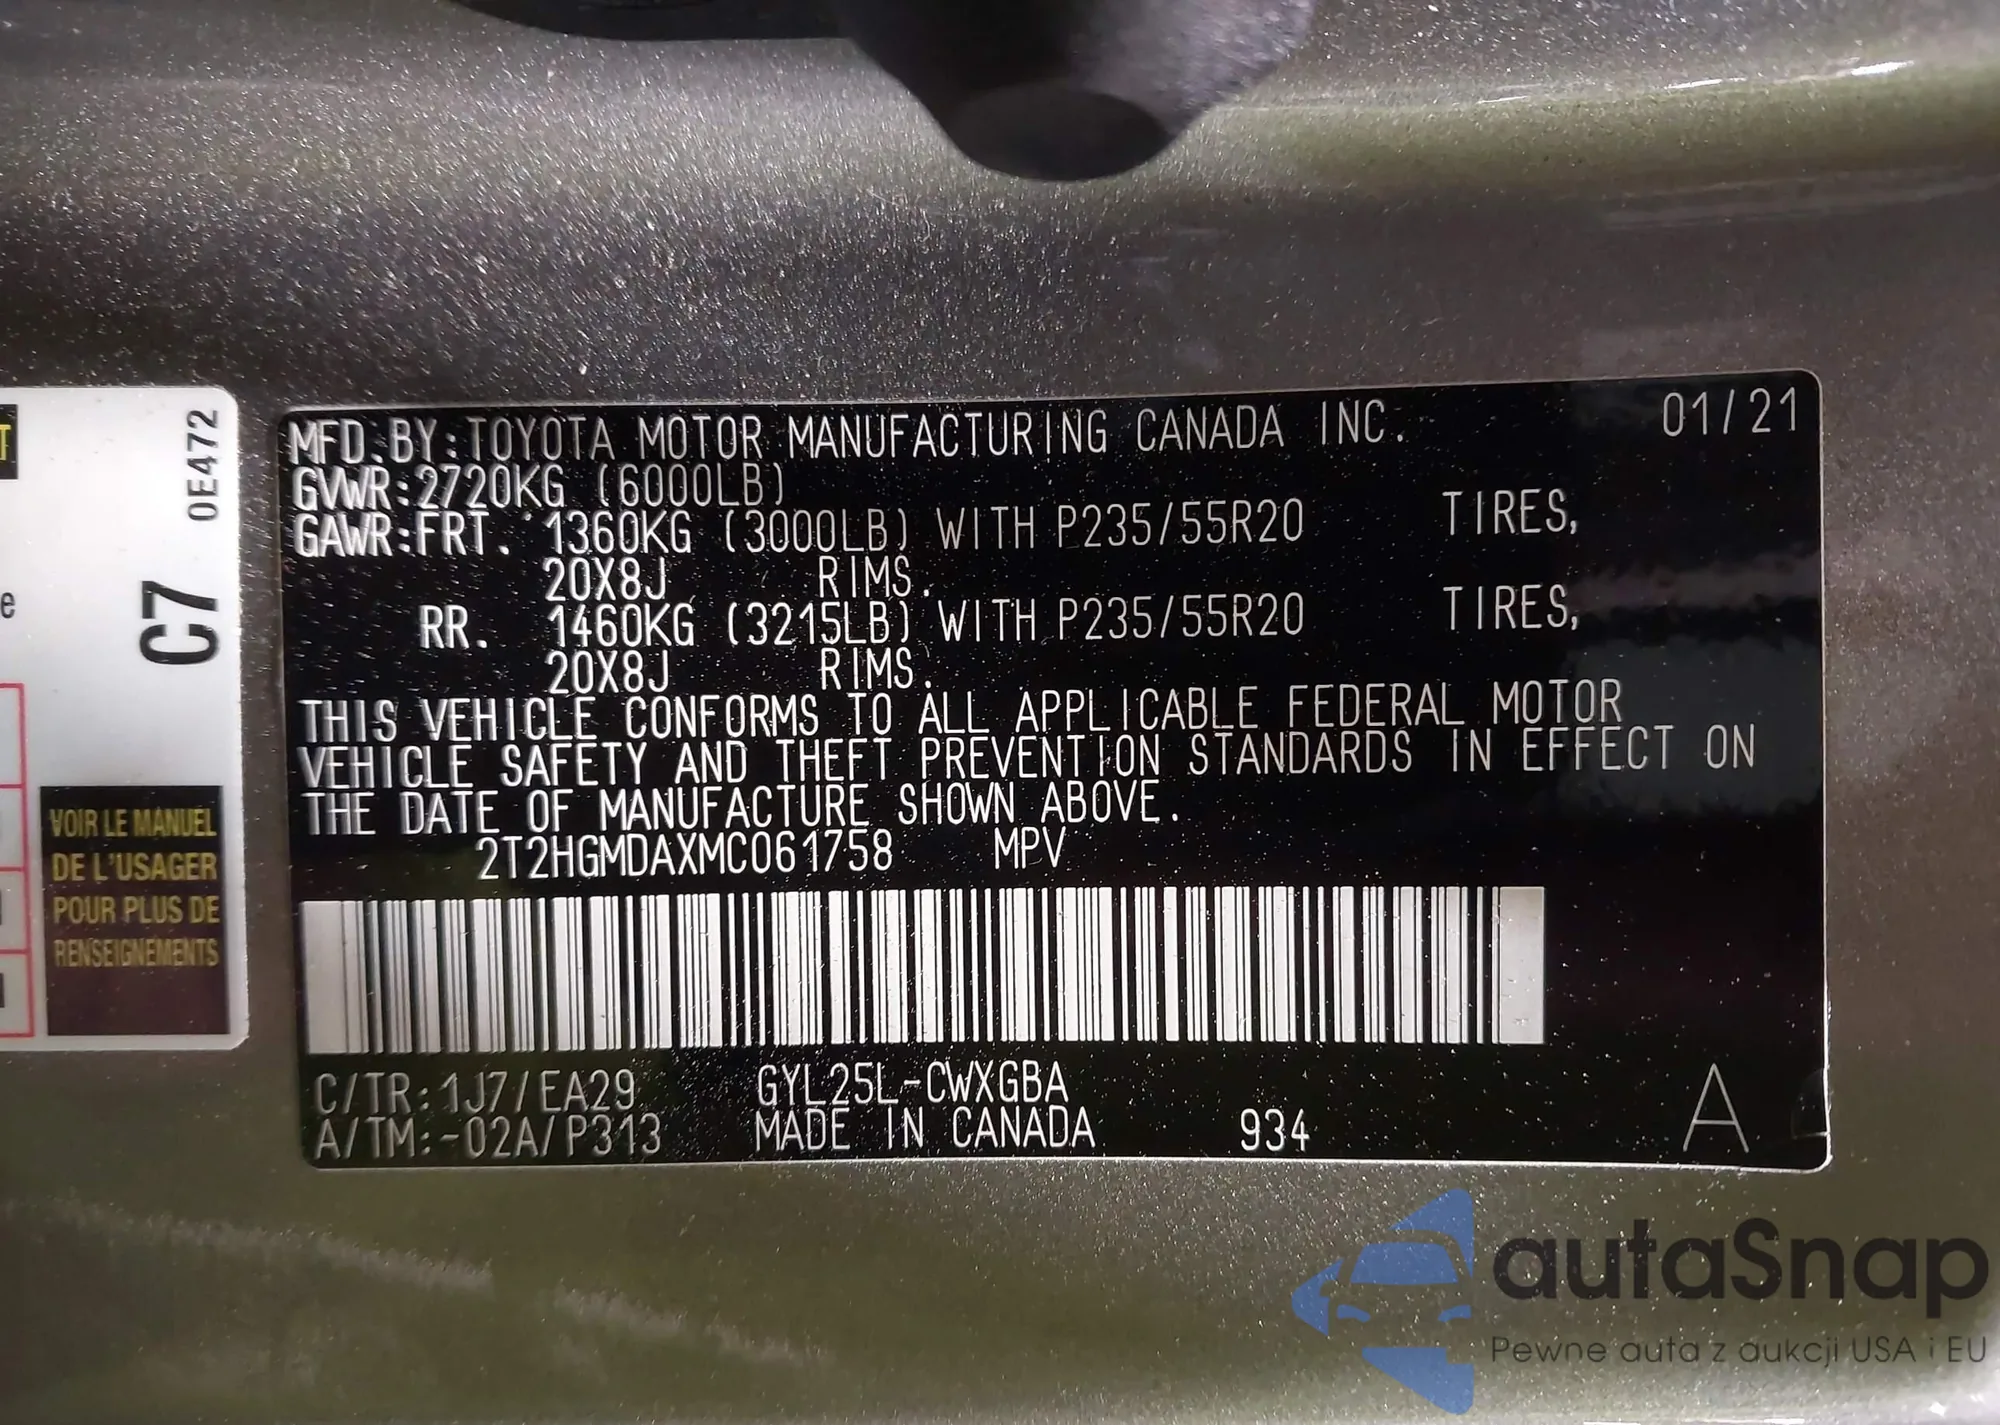 MFD.BY:TOYOTA MOTOR MANUFACTURING CANADA INC. 01/21
GVWR:2720KG (6000LB)
GAWR:FRT. 1360KG (3000LB) WITH P235/55R20 TIRES,
20X8J RIMS.
RR. 1460KG (3215LB) WITH P235/55R20 TIRES,
20X8J RIMS.
THIS VEHICLE CONFORMS TO ALL APPLICABLE FEDERAL MOTOR
VEHICLE SAFETY AND THEFT PREVENTION STANDARDS IN EFFECT ON
THE DATE OF MANUFACTURE SHOWN ABOVE.
2T2HGMDAXMC061758 MPV
C/TR:1J7/EA29 GYL25L-CWXGBA
A/TM:-02A/P313 MADE IN CANADA 934 A
0E472
C7
VOIR LE MANUEL
DE L'USAGER
POUR PLUS DE
RENSEIGNEMENTS
autaSnap
Pewne auta z aukcji USA i EU